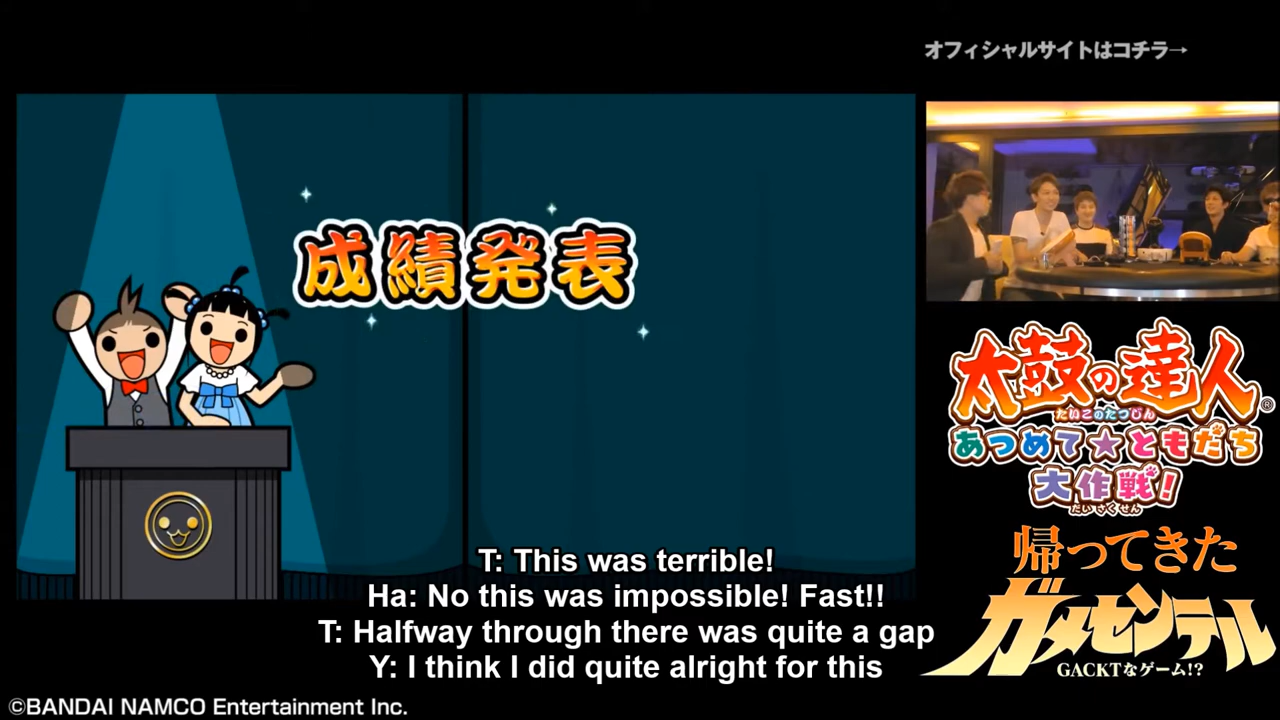 オフィシャルサイトはコチラ→
成績発表
太鼓の達人®
たいこのたつじん
あつめて★ともだち
大作戦!
だいさくせん
帰ってきた
ガメセンテル
GACKTなゲーム!?
T: This was terrible!
Ha: No this was impossible! Fast!!
T: Halfway through there was quite a gap
Y: I think I did quite alright for this
©BANDAI NAMCO Entertainment Inc.